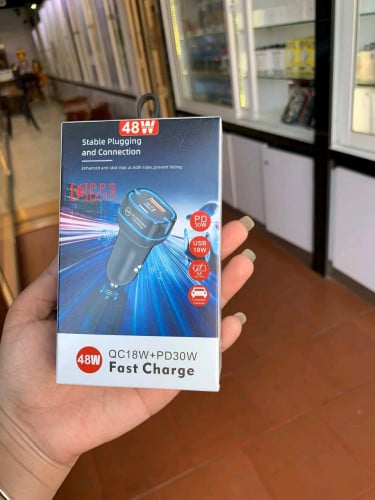 48W
Stable Plugging
and Connection
Enhanced anti-skid clips at both sides,prevent falling
PD
30W
USB
18W
48W
QC18W+PD30W
Fast Charge